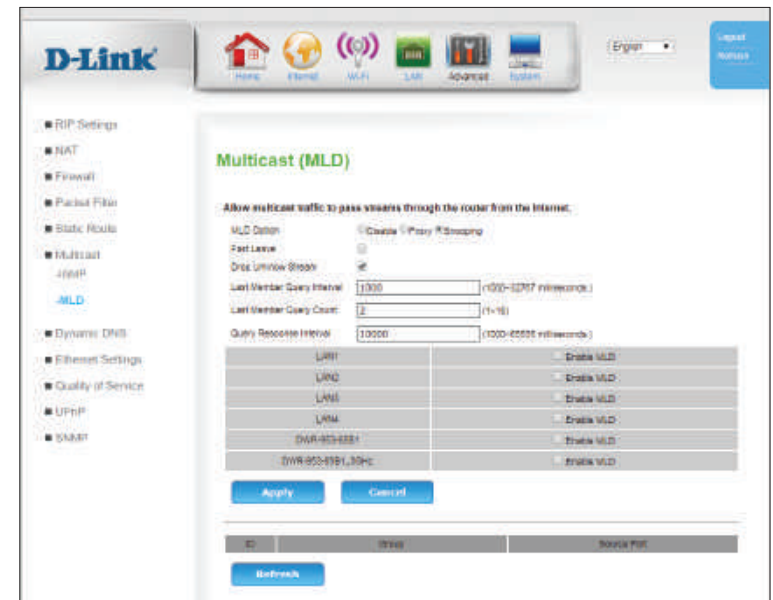 D-Link
Home Internet Wi-Fi LAN Advanced System
English
Logout
Refresh
RIP Settings
NAT
Firewall
Packet Filter
Static Route
Multicast
-IGMP
-MLD
Dynamic DNS
Ethernet Settings
Quality of Service
UPnP
SNMP
Multicast (MLD)
Allow multicast traffic to pass streams through the router from the Internet.
MLD Option Disable Proxy Snooping
Fast Leave
Drop Unknow Stream
Last Member Query Interval 1000 (1000~32767 milliseconds.)
Last Member Query Count 2 (1~16)
Query Response Interval 10000 (1000~65535 milliseconds.)
LAN1 Enable MLD
LAN2 Enable MLD
LAN3 Enable MLD
LAN4 Enable MLD
Enable MLD
Enable MLD
Apply Cancel
ID Group Source Port
Refresh